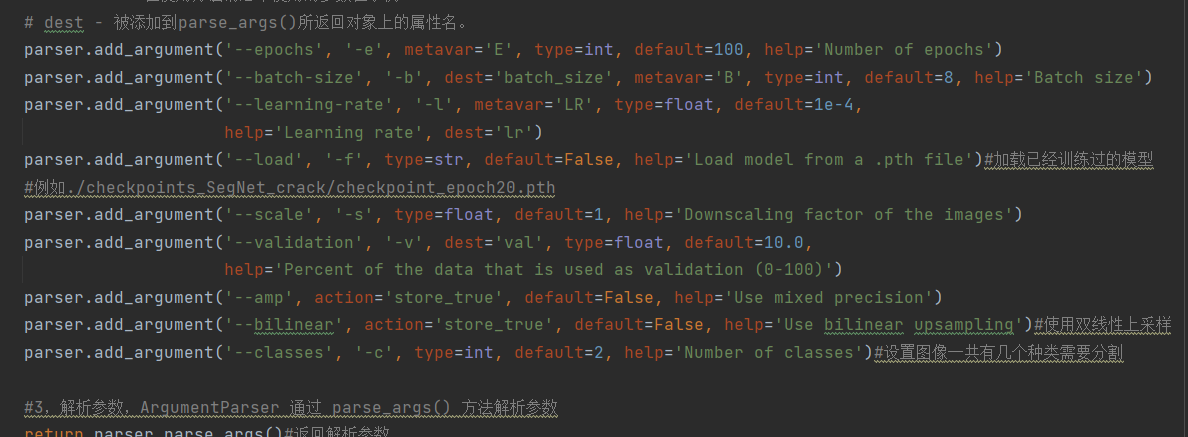 # dest - 被添加到parse_args()所返回对象上的属性名。
parser.add_argument('--epochs', '-e', metavar='E', type=int, default=100, help='Number of epochs')
parser.add_argument('--batch-size', '-b', dest='batch_size', metavar='B', type=int, default=8, help='Batch size')
parser.add_argument('--learning-rate', '-l', metavar='LR', type=float, default=1e-4,
help='Learning rate', dest='lr')
parser.add_argument('--load', '-f', type=str, default=False, help='Load model from a .pth file')#加载已经训练过的模型
#例如./checkpoints_SegNet_crack/checkpoint_epoch20.pth
parser.add_argument('--scale', '-s', type=float, default=1, help='Downscaling factor of the images')
parser.add_argument('--validation', '-v', dest='val', type=float, default=10.0,
help='Percent of the data that is used as validation (0-100)')
parser.add_argument('--amp', action='store_true', default=False, help='Use mixed precision')
parser.add_argument('--bilinear', action='store_true', default=False, help='Use bilinear upsampling')#使用双线性上采样
parser.add_argument('--classes', '-c', type=int, default=2, help='Number of classes')#设置图像一共有几个种类需要分割
#3，解析参数，ArgumentParser 通过 parse_args() 方法解析参数
return parser.parse_args()#返回解析参数